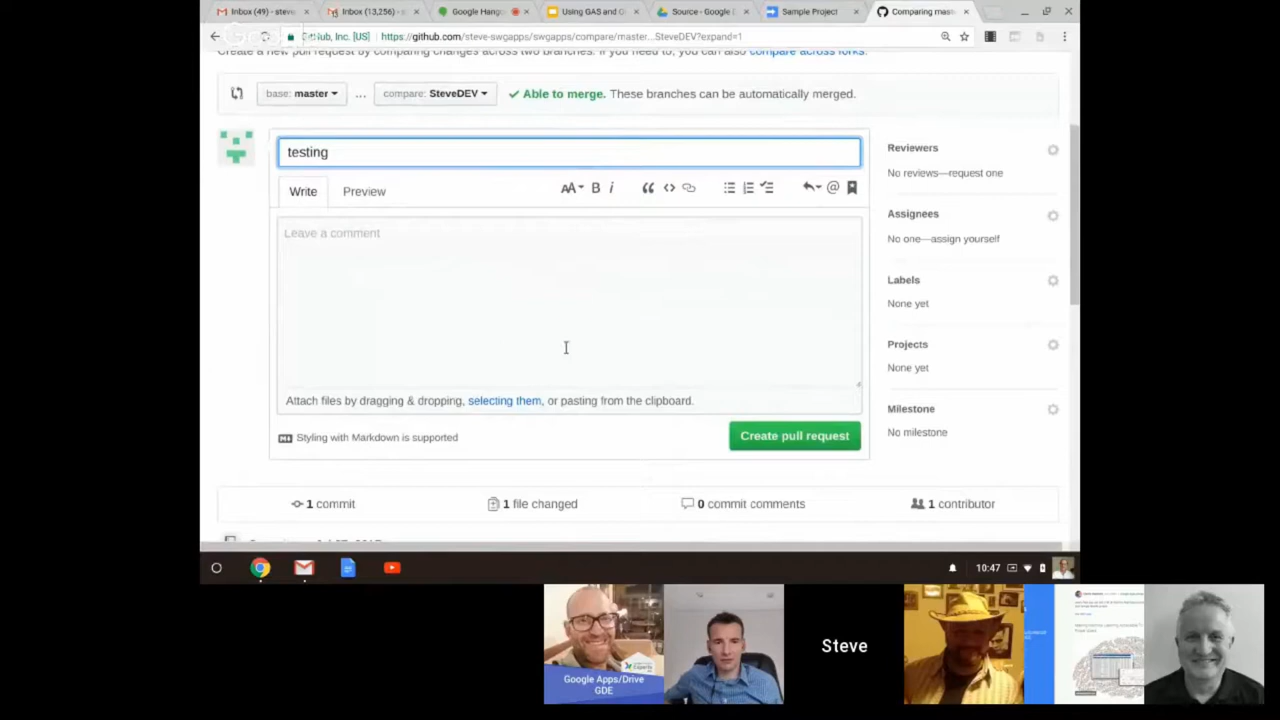 Inbox (49) - steve
Inbox (13,256)
Google Hang
Using GAS and G
Source - Google
Sample Project
Comparing mas
GitHub, Inc. [US]
https://github.com/steve-swgapps/swgapps/compare/master...SteveDEV?expand=1
Create a new pull request by comparing changes across two branches. If you need to, you can also compare across forks.
base: master
...
compare: SteveDEV
Able to merge. These branches can be automatically merged.
testing
Write
Preview
AA
B
i
@
Leave a comment
Attach files by dragging & dropping, selecting them, or pasting from the clipboard.
Styling with Markdown is supported
Create pull request
Reviewers
No reviews—request one
Assignees
No one—assign yourself
Labels
None yet
Projects
None yet
Milestone
No milestone
1 commit
1 file changed
0 commit comments
1 contributor
10:47
Google Apps/Drive
GDE
Experts
Steve